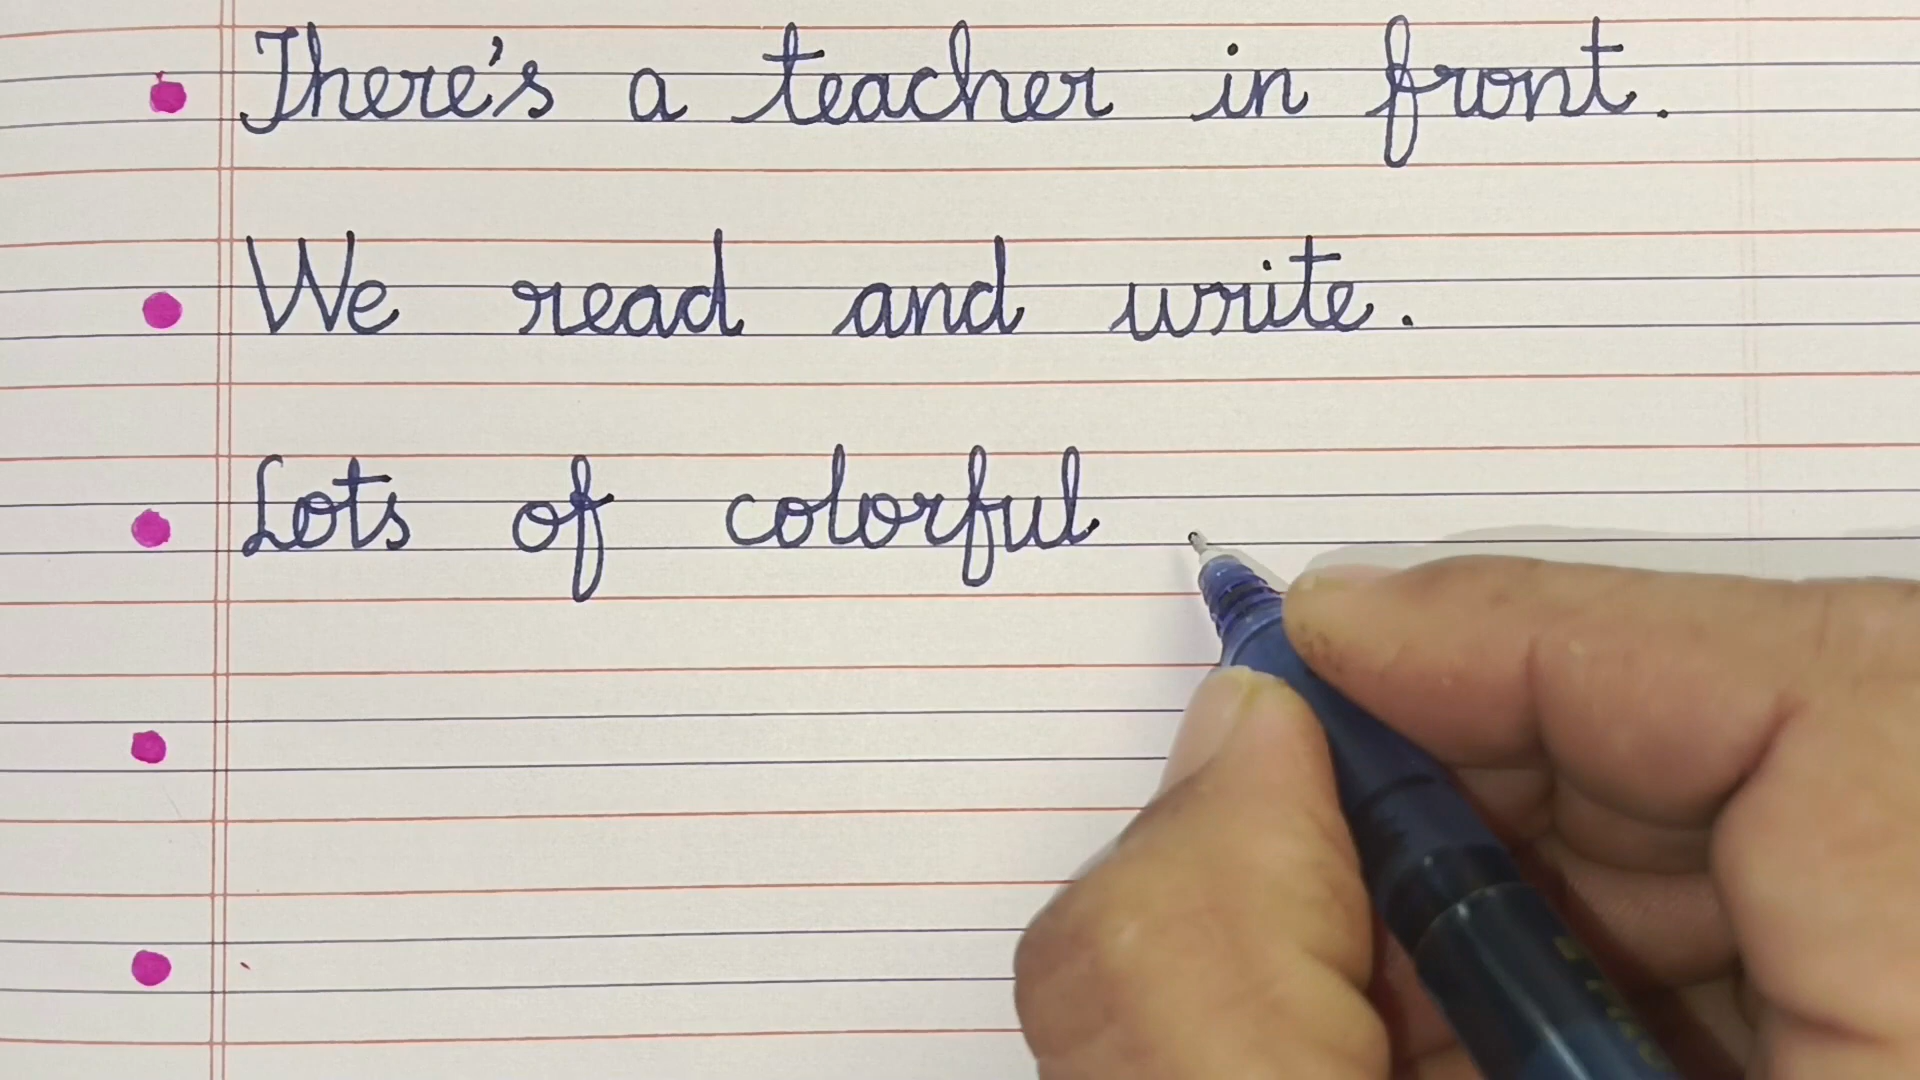 There's a teacher in front.
We read and write.
Lots of colorful